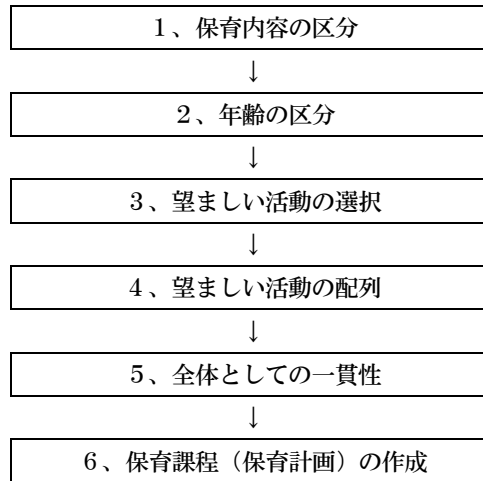 １、保育内容の区分
↓
２、年齢の区分
↓
３、望ましい活動の選択
↓
４、望ましい活動の配列
↓
５、全体としての一貫性
↓
６、保育課程（保育計画）の作成